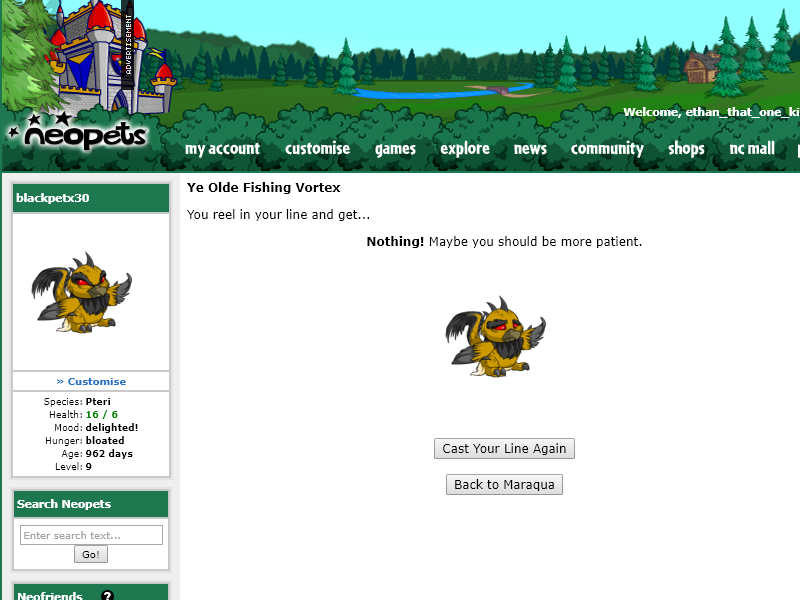 ADVERTISEMENT
Welcome, ethan_that_one_ki
neopets
my account customise games explore news community shops nc mall
blackpetx30
» Customise
Species: Pteri
Health: 16 / 6
Mood: delighted!
Hunger: bloated
Age: 962 days
Level: 9
Search Neopets
Enter search text...
Go!
Neofriends ?
Ye Olde Fishing Vortex
You reel in your line and get...
Nothing! Maybe you should be more patient.
Cast Your Line Again
Back to Maraqua